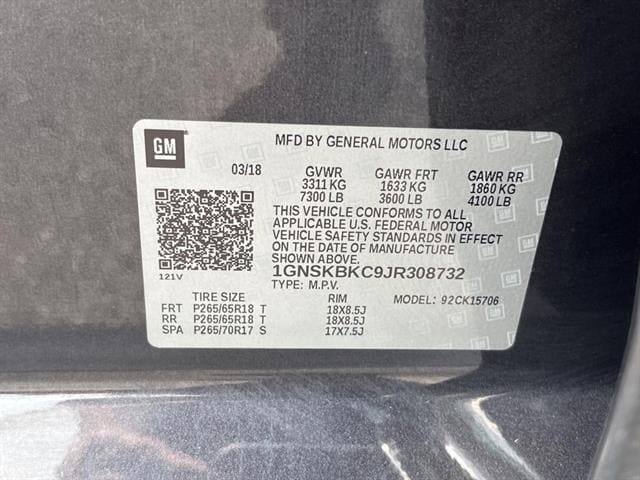 GM
MFD BY GENERAL MOTORS LLC
03/18 GVWR GAWR FRT GAWR RR
3311 KG 1633 KG 1860 KG
7300 LB 3600 LB 4100 LB
THIS VEHICLE CONFORMS TO ALL
APPLICABLE U.S. FEDERAL MOTOR
VEHICLE SAFETY STANDARDS IN EFFECT
ON THE DATE OF MANUFACTURE
SHOWN ABOVE.
121V
1GNSKBKC9JR308732
TYPE: M.P.V.
TIRE SIZE RIM MODEL: 92CK15706
FRT P265/65R18 T 18X8.5J
RR P265/65R18 T 18X8.5J
SPA P265/70R17 S 17X7.5J